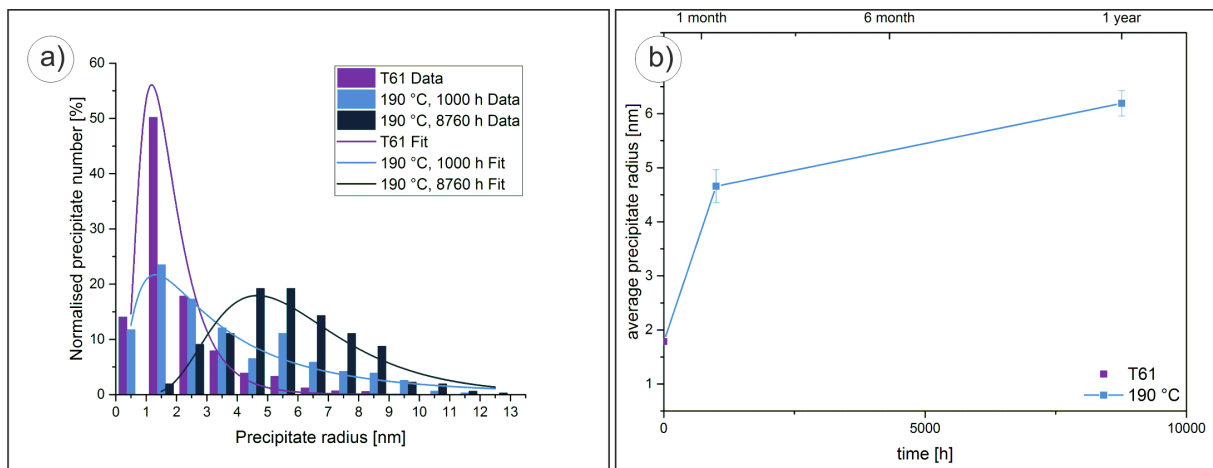 a)
Normalised precipitate number [%]
60
50
40
30
20
10
0
T61 Data
190 °C, 1000 h Data
190 °C, 8760 h Data
T61 Fit
190 °C, 1000 h Fit
190 °C, 8760 h Fit
0 1 2 3 4 5 6 7 8 9 10 11 12 13
Precipitate radius [nm]
b)
1 month 6 month 1 year
average precipitate radius [nm]
6
5
4
3
2
1
T61
190 °C
0 5000 10000
time [h]